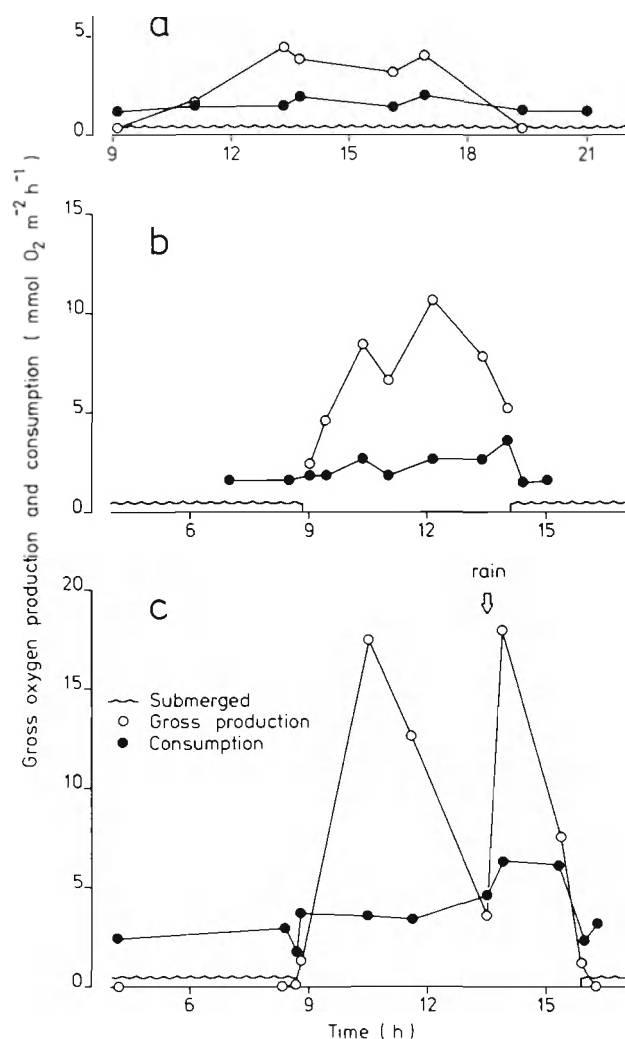 Gross oxygen production and consumption ( mmol O₂ m⁻² h⁻¹ )
a
5
0
9 12 15 18 21
b
15
10
5
0
6 9 12 15
c
20
15
10
5
0
rain
Submerged
Gross production
Consumption
6 9 12 15
Time ( h )